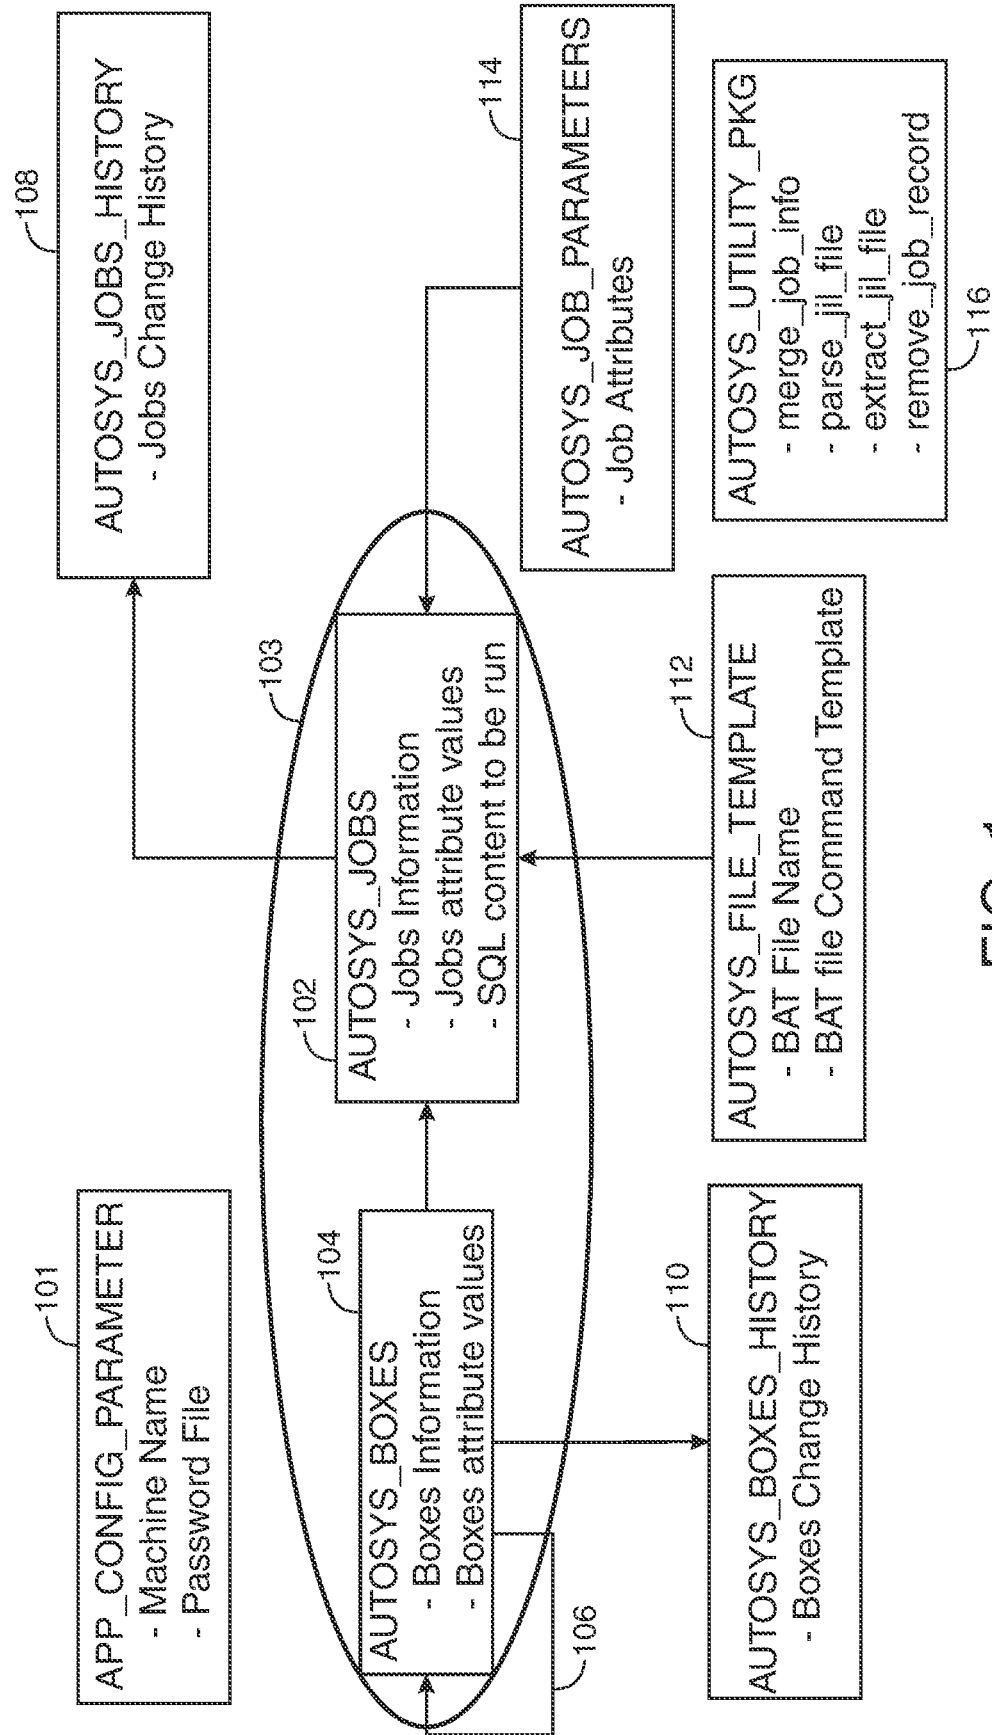 101
APP_CONFIG_PARAMETER
- Machine Name
- Password File
108
AUTOSYS_JOBS_HISTORY
- Jobs Change History
103
104
AUTOSYS_BOXES
- Boxes Information
- Boxes attribute values
102
AUTOSYS_JOBS
- Jobs Information
- Jobs attribute values
- SQL content to be run
114
AUTOSYS_JOB_PARAMETERS
- Job Attributes
106
110
AUTOSYS_BOXES_HISTORY
- Boxes Change History
112
AUTOSYS_FILE_TEMPLATE
- BAT File Name
- BAT file Command Template
AUTOSYS_UTILITY_PKG
- merge_job_info
- parse_jil_file
- extract_jil_file
- remove_job_record
116